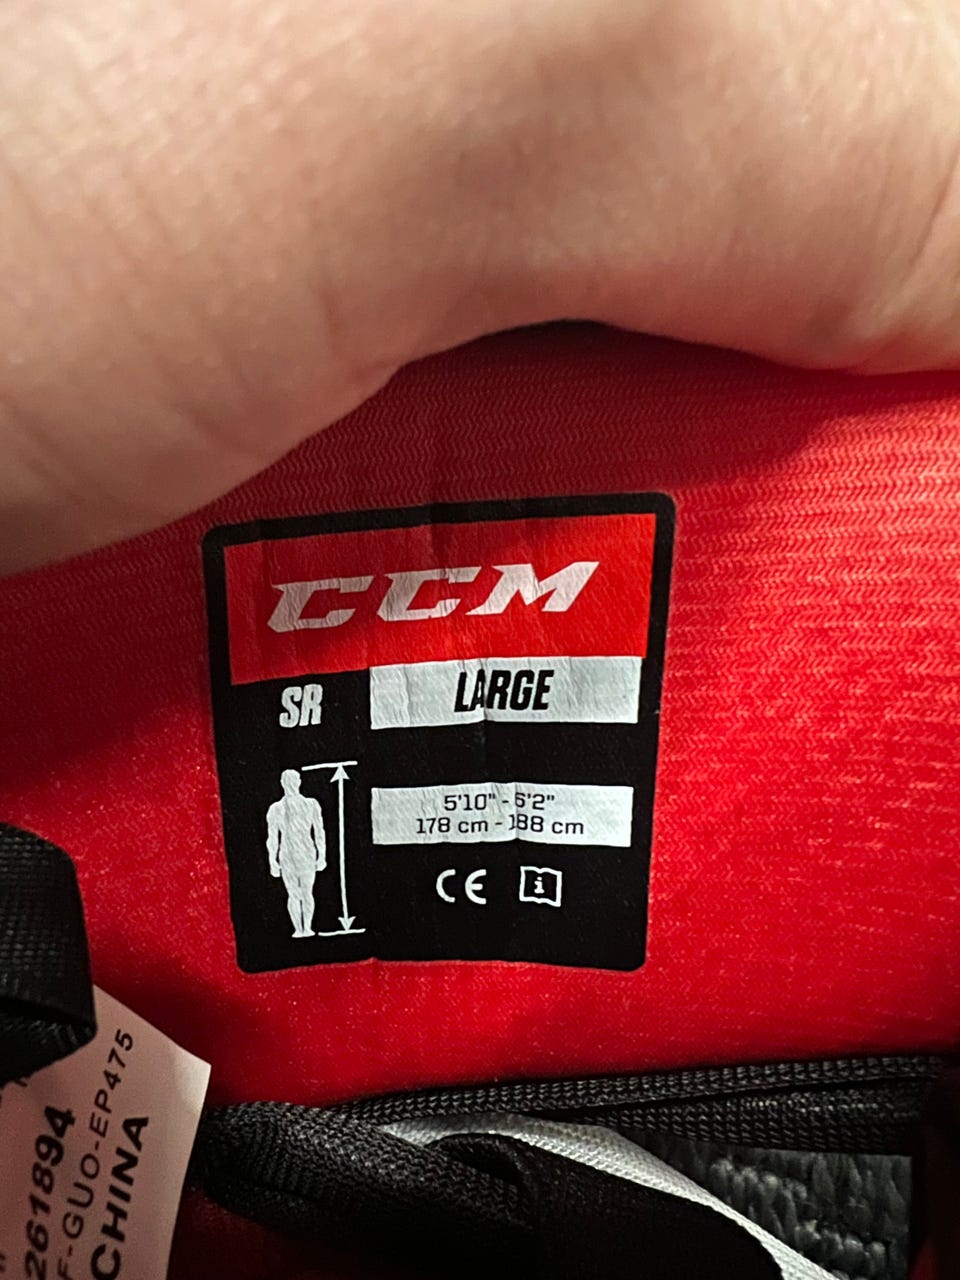 CCM
SR
LARGE
5'10" - 6'2"
178 cm - 188 cm
CE
i
261894
F-GUO-EP475
CHINA